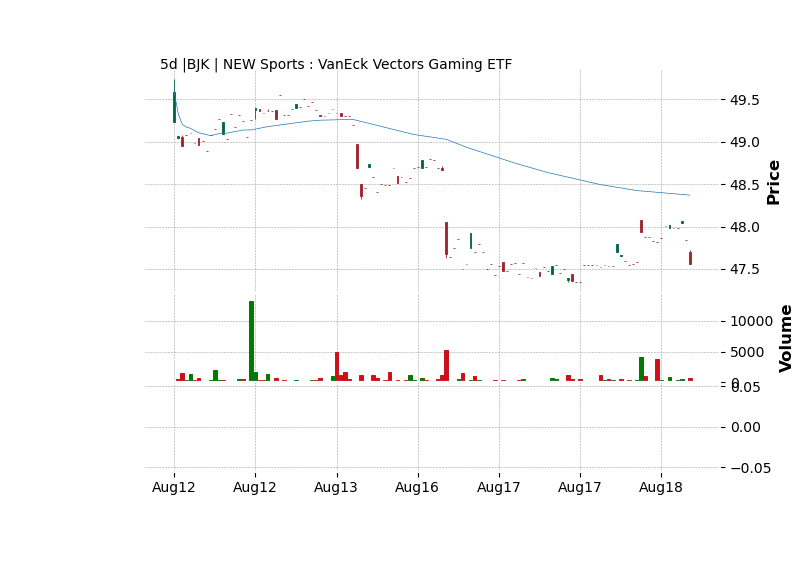 5d |BJK | NEW Sports : VanEck Vectors Gaming ETF
49.5
49.0
48.5
48.0
47.5
Price
10000
5000
0
Volume
0.05
0.00
−0.05
Aug12 Aug12 Aug13 Aug16 Aug17 Aug17 Aug18